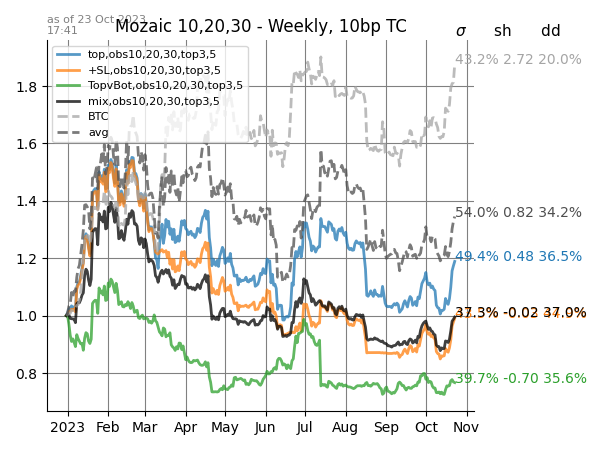 as of 23 Oct 2023
17:41
Mozaic 10,20,30 - Weekly, 10bp TC
σ sh dd
top,obs10,20,30,top3,5
+SL,obs10,20,30,top3,5
TopvBot,obs10,20,30,top3,5
mix,obs10,20,30,top3,5
BTC
avg
43.2% 2.72 20.0%
54.0% 0.82 34.2%
49.4% 0.48 36.5%
37.3% -0.02 37.0%
39.7% -0.70 35.6%
1.8
1.6
1.4
1.2
1.0
0.8
2023 Feb Mar Apr May Jun Jul Aug Sep Oct Nov